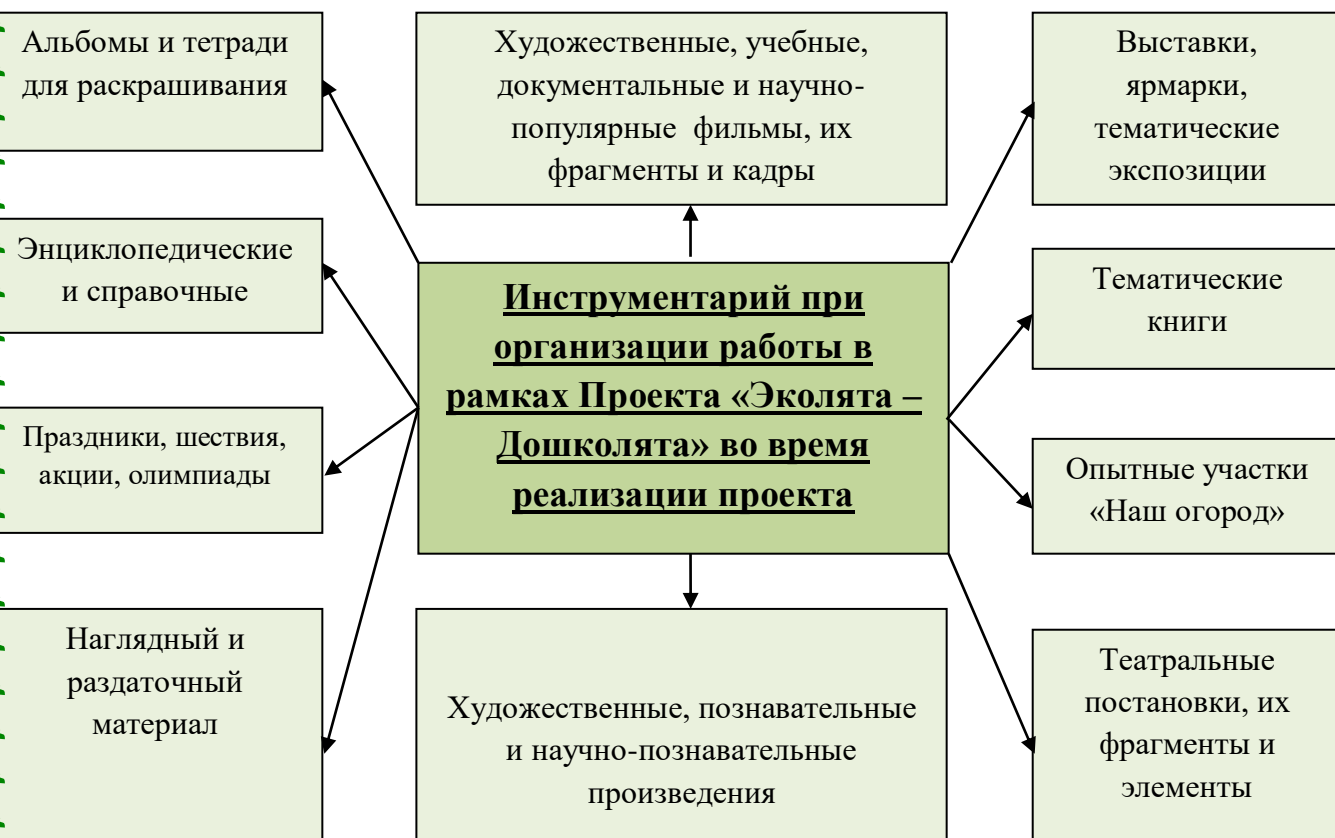 Альбомы и тетради
для раскрашивания
Художественные, учебные,
документальные и научно-
популярные фильмы, их
фрагменты и кадры
Выставки,
ярмарки,
тематические
экспозиции
Энциклопедические
и справочные
Инструментарий при
организации работы в
рамках Проекта «Эколята –
Дошколята» во время
реализации проекта
Тематические
книги
Праздники, шествия,
акции, олимпиады
Опытные участки
«Наш огород»
Наглядный и
раздаточный
материал
Художественные, познавательные
и научно-познавательные
произведения
Театральные
постановки, их
фрагменты и
элементы